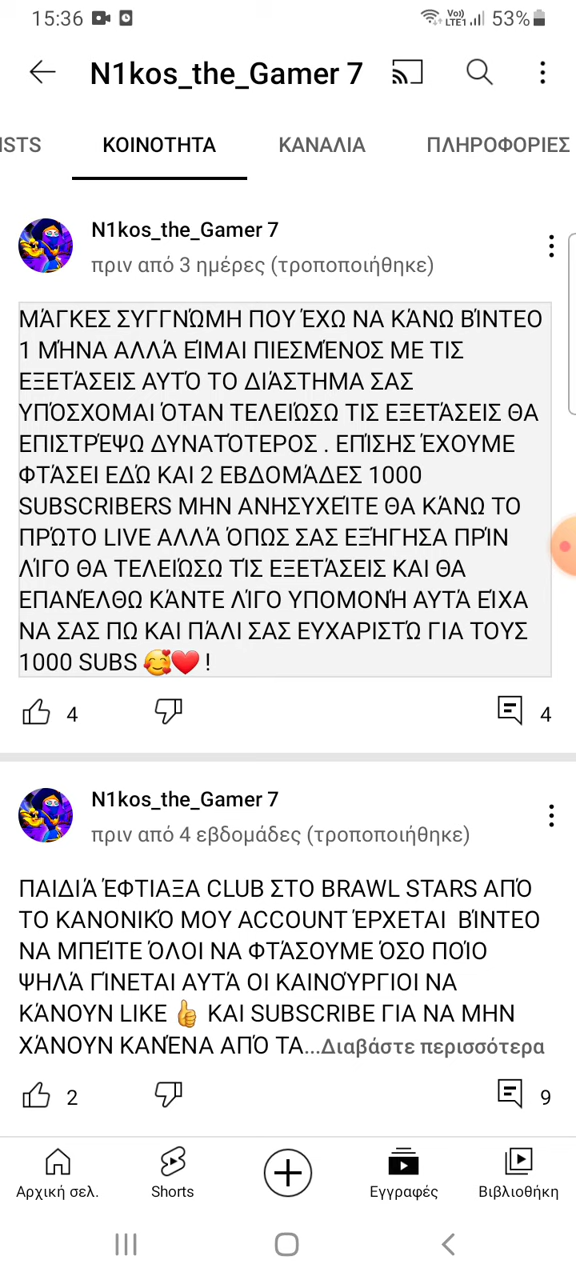 15:36 Vo)) LTE1 53%
N1kos_the_Gamer 7
ISTS ΚΟΙΝΟΤΗΤΑ ΚΑΝΑΛΙΑ ΠΛΗΡΟΦΟΡΙΕΣ
N1kos_the_Gamer 7
πριν από 3 ημέρες (τροποποιήθηκε)
ΜΆΓΚΕΣ ΣΥΓΓΝΏΜΗ ΠΟΥ ΈΧΩ ΝΑ ΚΆΝΩ ΒΊΝΤΕΟ
1 ΜΉΝΑ ΑΛΛΆ ΕΊΜΑΙ ΠΙΕΣΜΈΝΟΣ ΜΕ ΤΙΣ
ΕΞΕΤΆΣΕΙΣ ΑΥΤΌ ΤΟ ΔΙΆΣΤΗΜΑ ΣΑΣ
ΥΠΌΣΧΟΜΑΙ ΌΤΑΝ ΤΕΛΕΙΏΣΩ ΤΙΣ ΕΞΕΤΆΣΕΙΣ ΘΑ
ΕΠΙΣΤΡΈΨΩ ΔΥΝΑΤΌΤΕΡΟΣ . ΕΠΊΣΗΣ ΈΧΟΥΜΕ
ΦΤΆΣΕΙ ΕΔΏ ΚΑΙ 2 ΕΒΔΟΜΆΔΕΣ 1000
SUBSCRIBERS ΜΗΝ ΑΝΗΣΥΧΕΊΤΕ ΘΑ ΚΆΝΩ ΤΟ
ΠΡΏΤΟ LIVE ΑΛΛΆ ΌΠΩΣ ΣΑΣ ΕΞΉΓΗΣΑ ΠΡΊΝ
ΛΊΓΟ ΘΑ ΤΕΛΕΙΏΣΩ ΤΊΣ ΕΞΕΤΆΣΕΙΣ ΚΑΙ ΘΑ
ΕΠΑΝΈΛΘΩ ΚΆΝΤΕ ΛΊΓΟ ΥΠΟΜΟΝΉ ΑΥΤΆ ΕΊΧΑ
ΝΑ ΣΑΣ ΠΩ ΚΑΙ ΠΆΛΙ ΣΑΣ ΕΥΧΑΡΙΣΤΏ ΓΙΑ ΤΟΥΣ
1000 SUBS 🥰❤️ !
4 4
N1kos_the_Gamer 7
πριν από 4 εβδομάδες (τροποποιήθηκε)
ΠΑΙΔΙΆ ΈΦΤΙΑΞΑ CLUB ΣΤΟ BRAWL STARS ΑΠΌ
ΤΟ ΚΑΝΟΝΙΚΌ ΜΟΥ ACCOUNT ΈΡΧΕΤΑΙ ΒΊΝΤΕΟ
ΝΑ ΜΠΕΊΤΕ ΌΛΟΙ ΝΑ ΦΤΆΣΟΥΜΕ ΌΣΟ ΠΟΊΟ
ΨΗΛΆ ΓΊΝΕΤΑΙ ΑΥΤΆ ΟΙ ΚΑΙΝΟΎΡΓΙΟΙ ΝΑ
ΚΆΝΟΥΝ LIKE 👍 ΚΑΙ SUBSCRIBE ΓΙΑ ΝΑ ΜΗΝ
ΧΆΝΟΥΝ ΚΑΝΈΝΑ ΑΠΌ ΤΑ...Διαβάστε περισσότερα
2 9
Αρχική σελ. Shorts Εγγραφές Βιβλιοθήκη